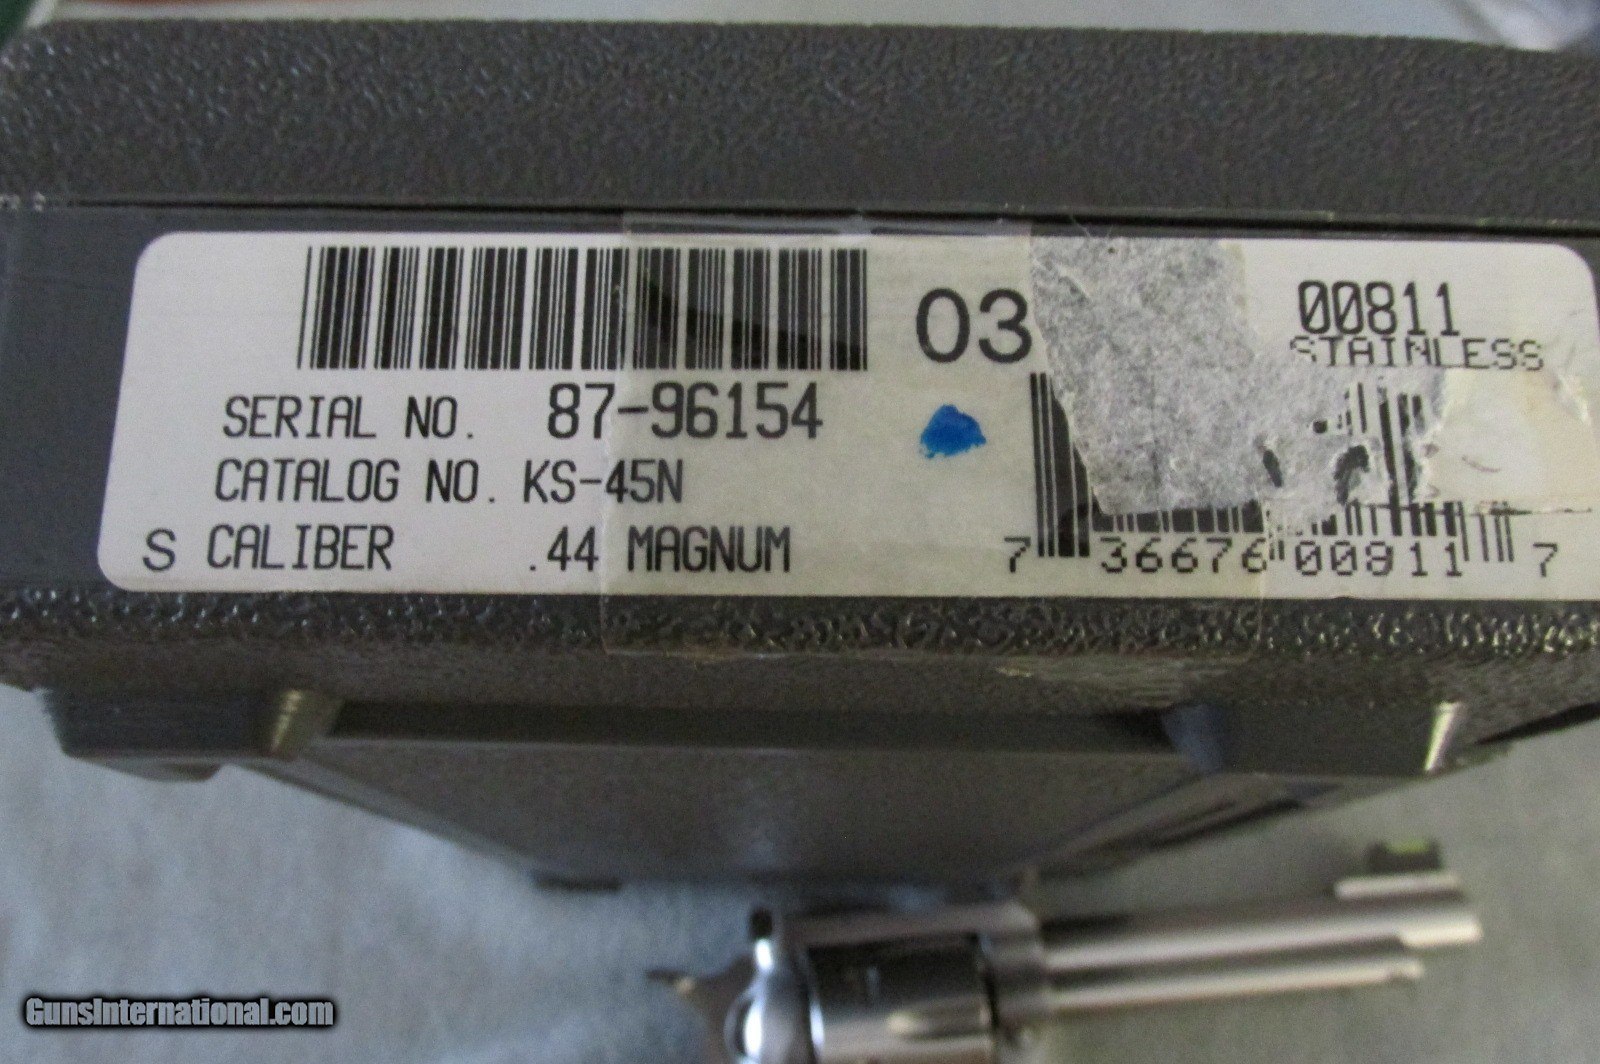 03
00811
STAINLESS
SERIAL NO. 87-96154
CATALOG NO. KS-45N
S CALIBER .44 MAGNUM
7 36676 00811 7
GunsInternational.com